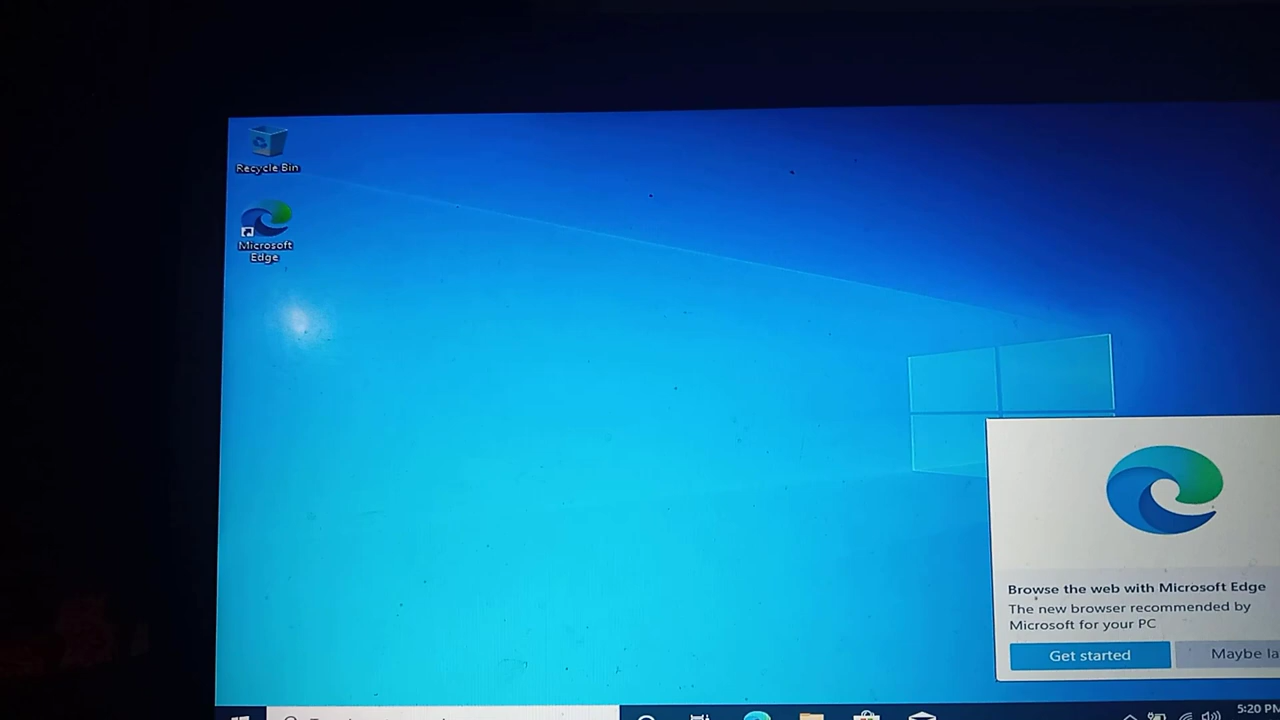 Recycle Bin
Microsoft
Edge
Browse the web with Microsoft Edge
The new browser recommended by
Microsoft for your PC
Get started
Maybe la
5:20 PM